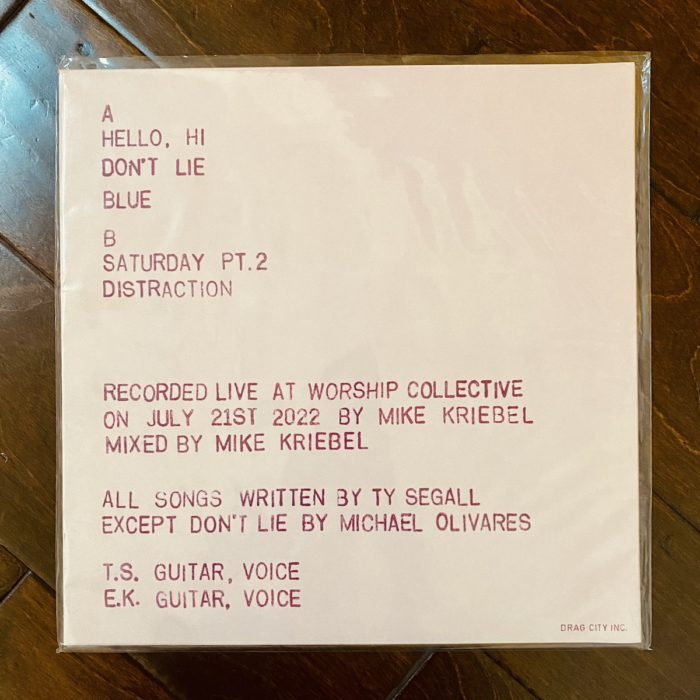 A
HELLO, HI
DON'T LIE
BLUE
B
SATURDAY PT.2
DISTRACTION
RECORDED LIVE AT WORSHIP COLLECTIVE
ON JULY 21ST 2022 BY MIKE KRIEBEL
MIXED BY MIKE KRIEBEL
ALL SONGS WRITTEN BY TY SEGALL
EXCEPT DON'T LIE BY MICHAEL OLIVARES
T.S. GUITAR, VOICE
E.K. GUITAR, VOICE
DRAG CITY INC.